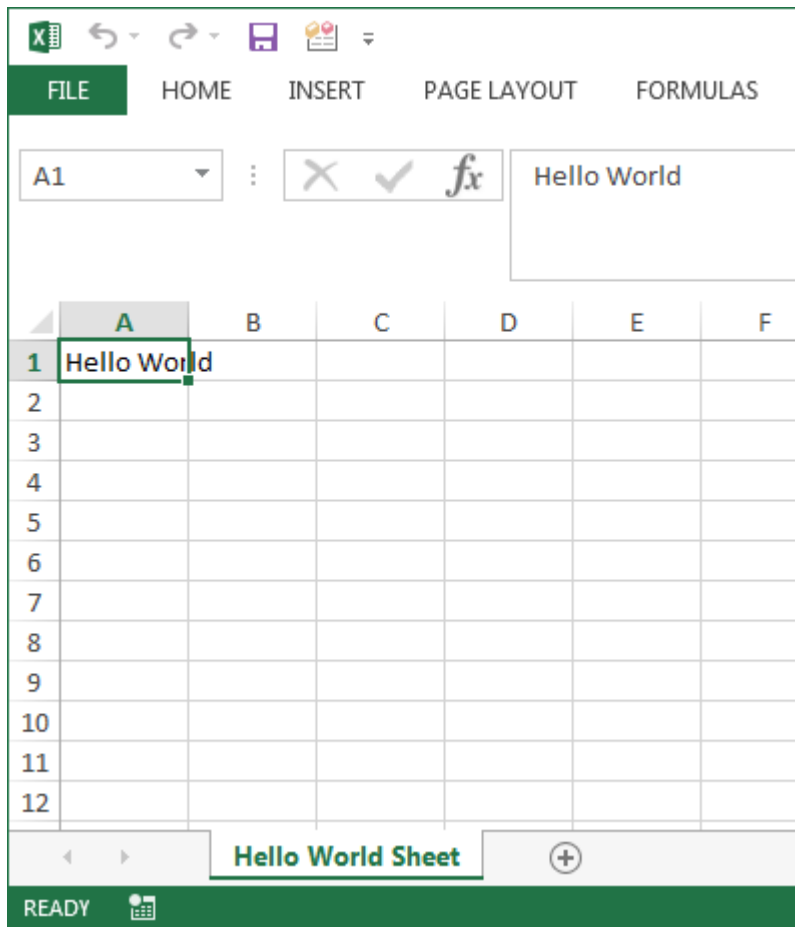 FILE HOME INSERT PAGE LAYOUT FORMULAS
A1 fx Hello World
A B C D E F
1 Hello World
2
3
4
5
6
7
8
9
10
11
12
Hello World Sheet
READY